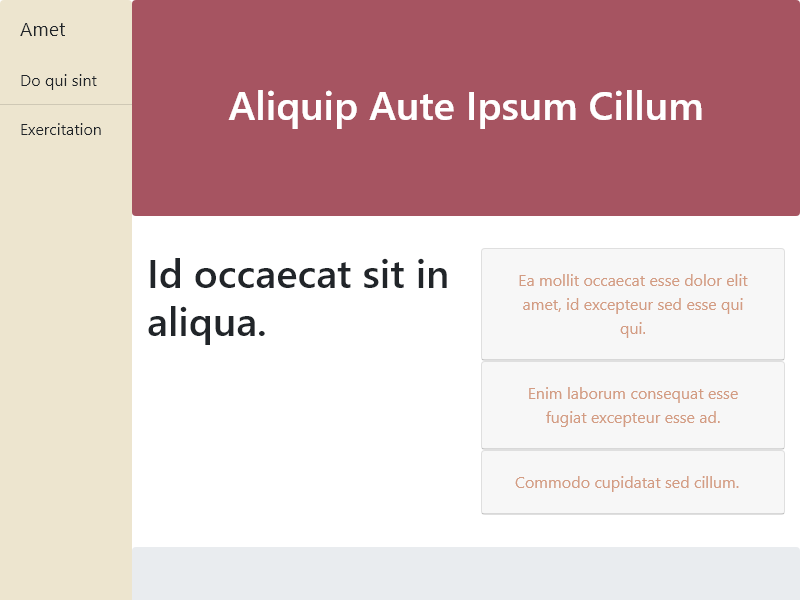 Amet
Do qui sint
Exercitation
Aliquip Aute Ipsum Cillum
Id occaecat sit in
aliqua.
Ea mollit occaecat esse dolor elit
amet, id excepteur sed esse qui
qui.
Enim laborum consequat esse
fugiat excepteur esse ad.
Commodo cupidatat sed cillum.